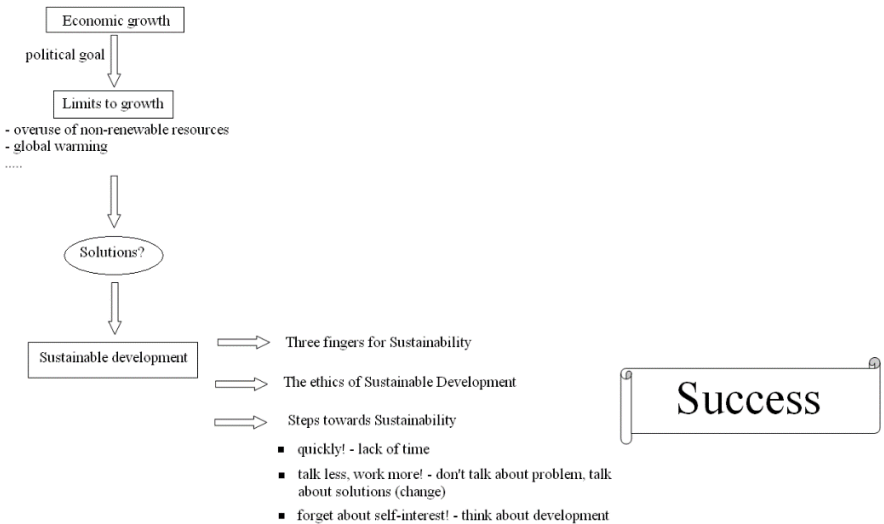 Economic growth
political goal
Limits to growth
- overuse of non-renewable resources
- global warming
.....
Solutions?
Sustainable development
Three fingers for Sustainability
The ethics of Sustainable Development
Steps towards Sustainability
▪ quickly! - lack of time
▪ talk less, work more! - don't talk about problem, talk
about solutions (change)
▪ forget about self-interest! - think about development
Success